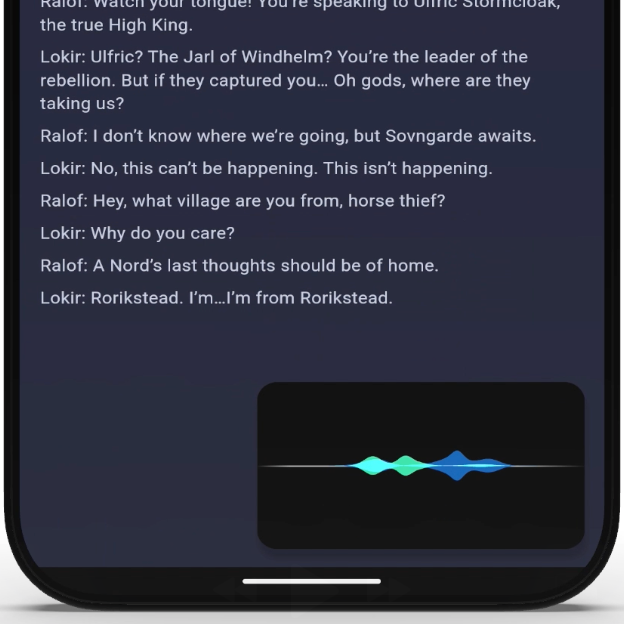 Ralof: Watch your tongue! You're speaking to Ulfric Stormcloak,
the true High King.
Lokir: Ulfric? The Jarl of Windhelm? You’re the leader of the
rebellion. But if they captured you… Oh gods, where are they
taking us?
Ralof: I don’t know where we’re going, but Sovngarde awaits.
Lokir: No, this can’t be happening. This isn’t happening.
Ralof: Hey, what village are you from, horse thief?
Lokir: Why do you care?
Ralof: A Nord’s last thoughts should be of home.
Lokir: Rorikstead. I’m…I’m from Rorikstead.